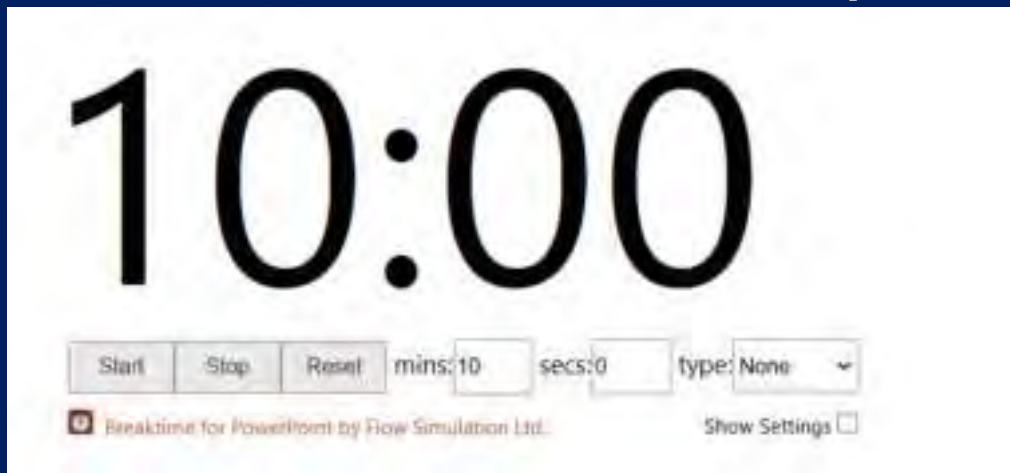 10:00
Start Stop Reset mins: 10 secs: 0 type: None
Breaktime for PowerPoint by Flow Simulation Ltd.
Show Settings